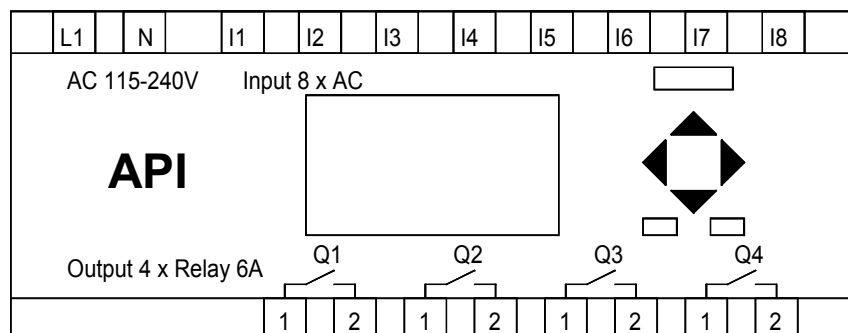 L1 N I1 I2 I3 I4 I5 I6 I7 I8
AC 115-240V Input 8 x AC
API
Q1 Q2 Q3 Q4
Output 4 x Relay 6A
1 2 1 2 1 2 1 2